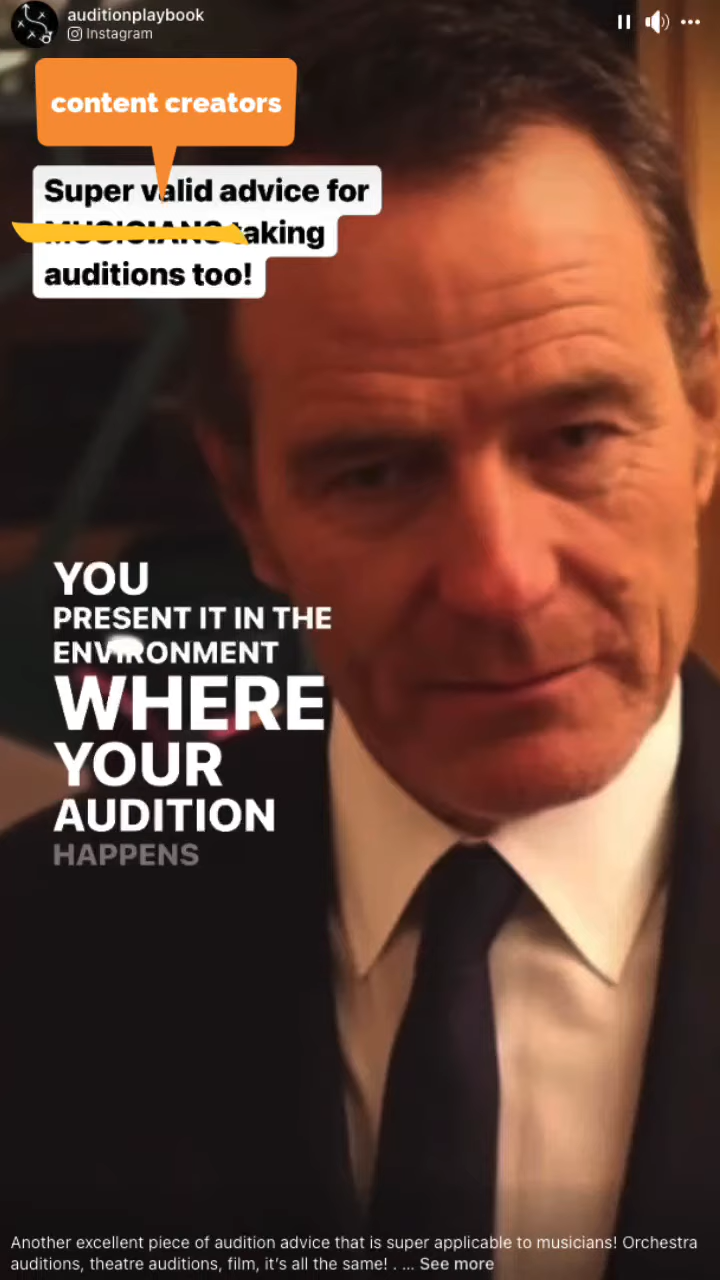 auditionplaybook
Instagram
content creators
Super valid advice for
MUSICIANS taking
auditions too!
YOU
PRESENT IT IN THE
ENVIRONMENT
WHERE
YOUR
AUDITION
HAPPENS
Another excellent piece of audition advice that is super applicable to musicians! Orchestra
auditions, theatre auditions, film, it's all the same! . ... See more